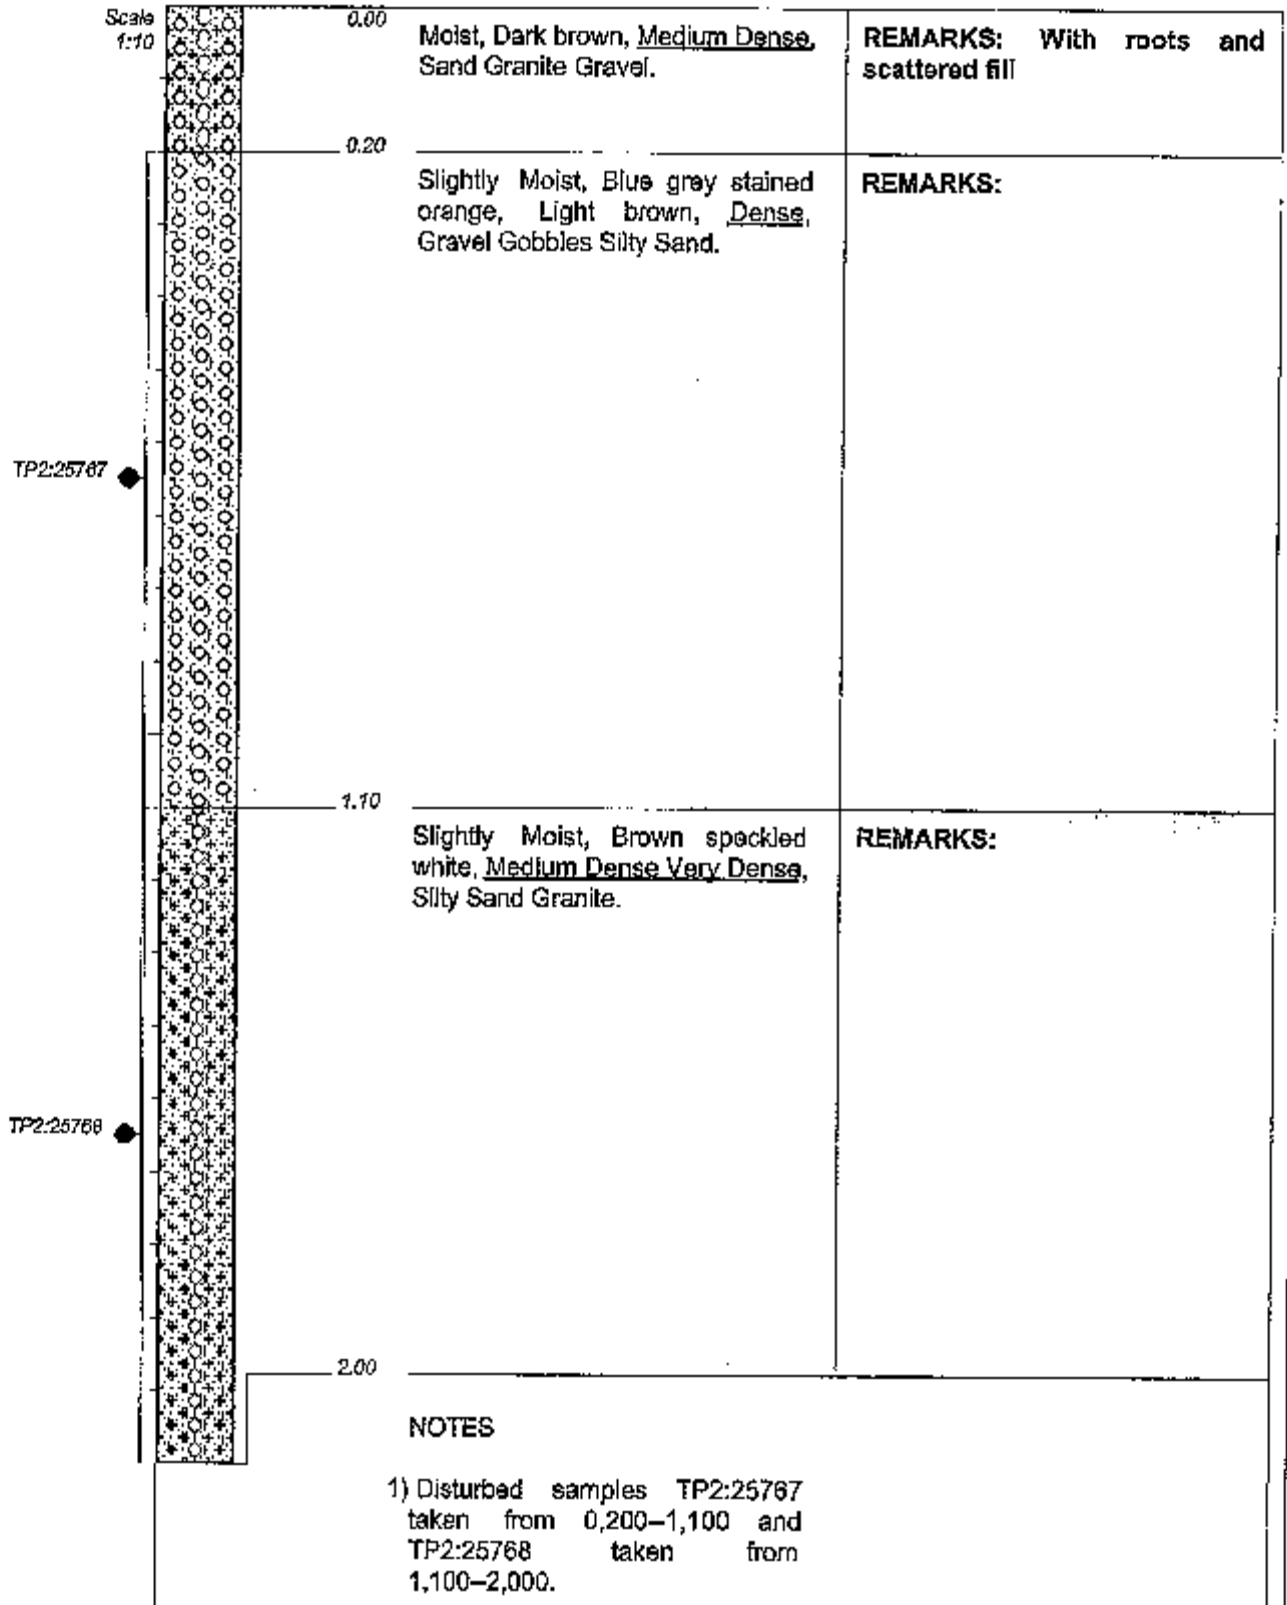 Scale
1:10
0.00
Moist, Dark brown, Medium Dense,
Sand Granite Gravel.
REMARKS: With roots and
scattered fill
0.20
Slightly Moist, Blue grey stained
orange, Light brown, Dense,
Gravel Gobbles Silty Sand.
REMARKS:
TP2:25767
1.10
Slightly Moist, Brown speckled
white, Medium Dense Very Dense,
Silty Sand Granite.
REMARKS:
TP2:25768
2.00
NOTES
1) Disturbed samples TP2:25767
taken from 0,200–1,100 and
TP2:25768 taken from
1,100–2,000.